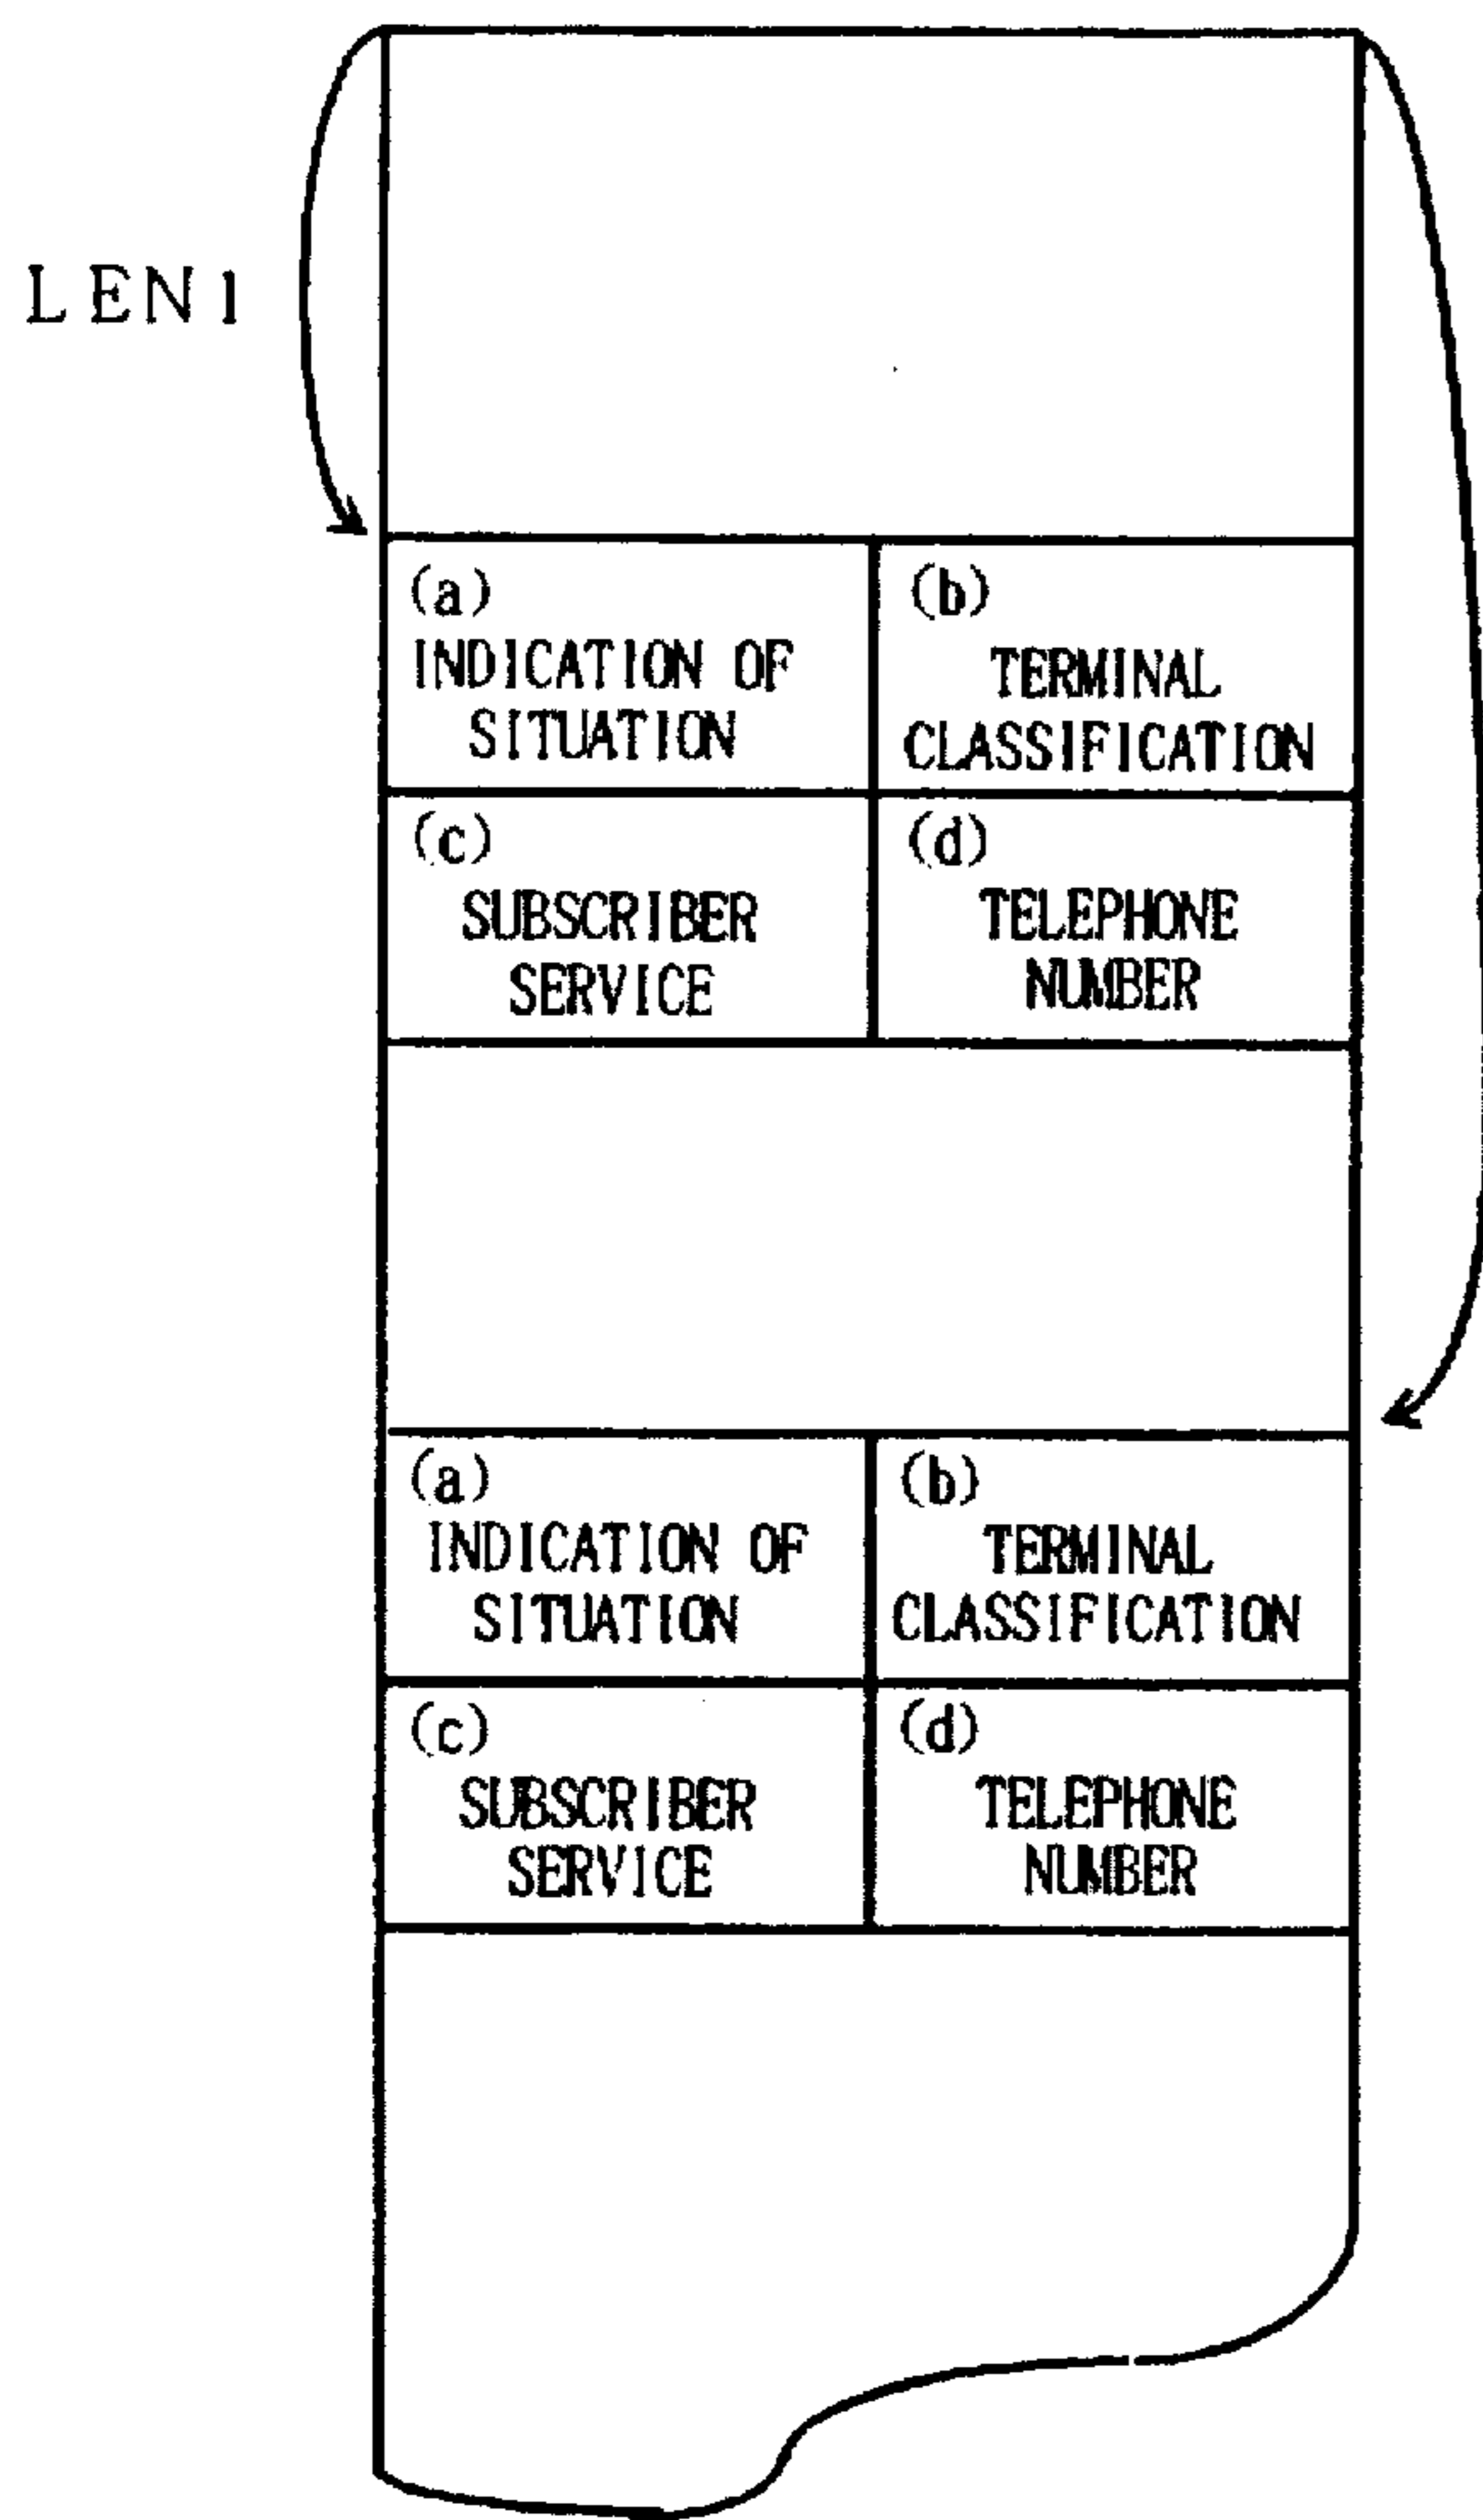 LEN1
(a)
INDICATION OF
SITUATION
(b)
TERMINAL
CLASSIFICATION
(c)
SUBSCRIBER
SERVICE
(d)
TELEPHONE
NUMBER
(a)
INDICATION OF
SITUATION
(b)
TERMINAL
CLASSIFICATION
(c)
SUBSCRIBER
SERVICE
(d)
TELEPHONE
NUMBER